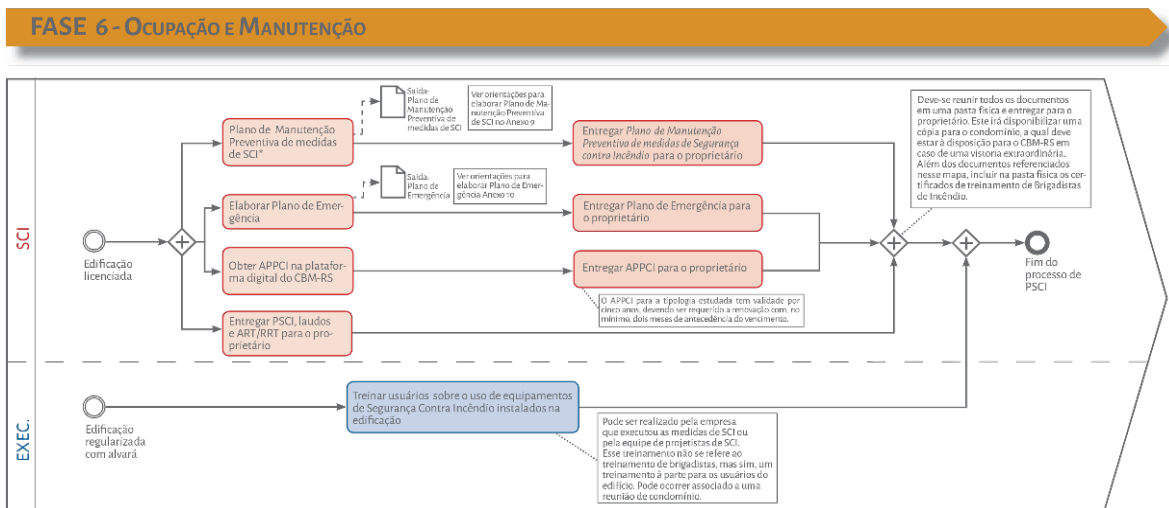 FASE 6 - OCUPAÇÃO E MANUTENÇÃO
SCI
Edificação
licenciada
Plano de Manutenção
Preventiva de medidas
de SCI*
Saída:
Plano de
Manutenção
Preventiva de
medidas de SCI
Ver orientações para
elaborar Plano de Ma-
nutenção Preventiva
de SCI no Anexo 9
Entregar Plano de Manutenção
Preventiva de medidas de Segurança
contra Incêndio para o proprietário
Elaborar Plano de Emer-
gência
Saída:
Plano de
Emergência
Ver orientações para
elaborar Plano de Emer-
gência Anexo 10
Entregar Plano de Emergência para
o proprietário
Obter APPCI na platafor-
ma digital do CBM-RS
Entregar APPCI para o proprietário
O APPCI para a tipologia estudada tem validade por
cinco anos, devendo ser requerido a renovação com, no
mínimo, dois meses de antecedência do vencimento.
Entregar PSCI, laudos
e ART/RRT para o pro-
prietário
Deve-se reunir todos os documentos
em uma pasta física e entregar para o
proprietário. Este irá disponibilizar uma
cópia para o condomínio, a qual deve
estar à disposição para o CBM-RS em
caso de uma vistoria extraordinária.
Além dos documentos referenciados
nesse mapa, incluir na pasta física os cer-
tificados de treinamento de Brigadistas
de Incêndio.
Fim do
processo de
PSCI
EXEC.
Edificação
regularizada
com alvará
Treinar usuários sobre o uso de equipamentos
de Segurança Contra Incêndio instalados na
edificação
Pode ser realizado pela empresa
que executou as medidas de SCI ou
pela equipe de projetistas de SCI.
Esse treinamento não se refere ao
treinamento de brigadistas, mas sim, um
treinamento à parte para os usuários do
edifício. Pode ocorrer associado a uma
reunião de condomínio.